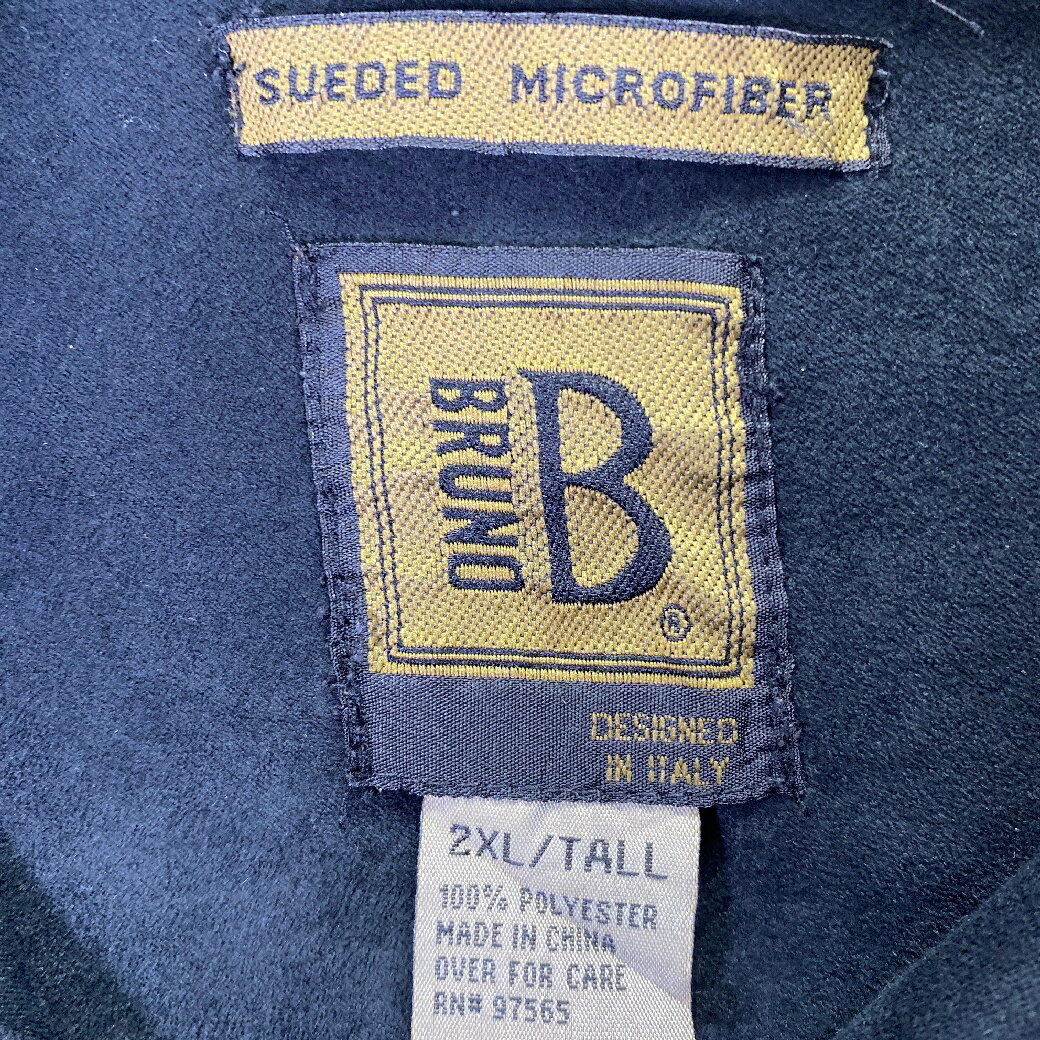 SUEDED MICROFIBER
BRUNO
B
®
DESIGNED
IN ITALY
2XL/TALL
100% POLYESTER
MADE IN CHINA
OVER FOR CARE
RN# 97565